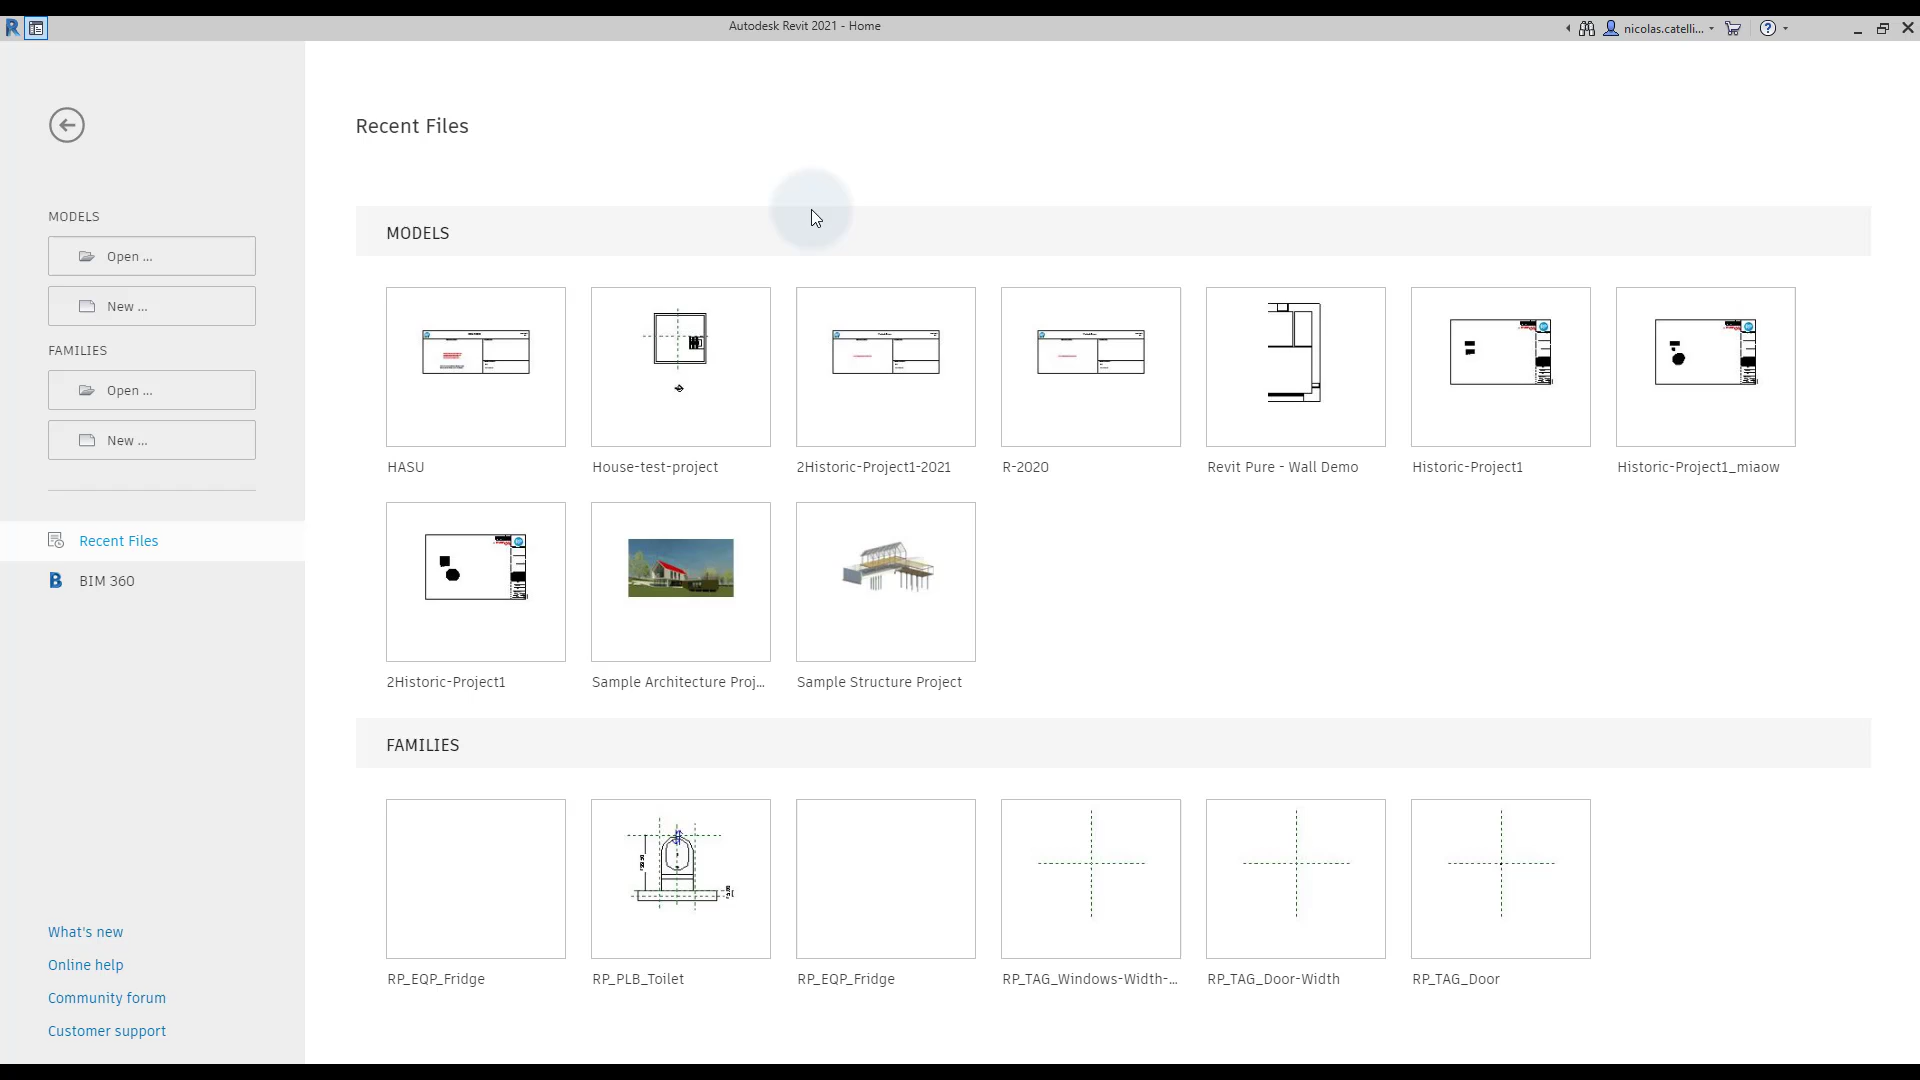 Autodesk Revit 2021 - Home
nicolas.catelli...
Recent Files
MODELS
Open ...
New ...
FAMILIES
Open ...
New ...
Recent Files
BIM 360
What's new
Online help
Community forum
Customer support
MODELS
HASU
House-test-project
2Historic-Project1-2021
R-2020
Revit Pure - Wall Demo
Historic-Project1
Historic-Project1_miaow
2Historic-Project1
Sample Architecture Proj...
Sample Structure Project
FAMILIES
RP_EQP_Fridge
RP_PLB_Toilet
RP_EQP_Fridge
RP_TAG_Windows-Width-...
RP_TAG_Door-Width
RP_TAG_Door